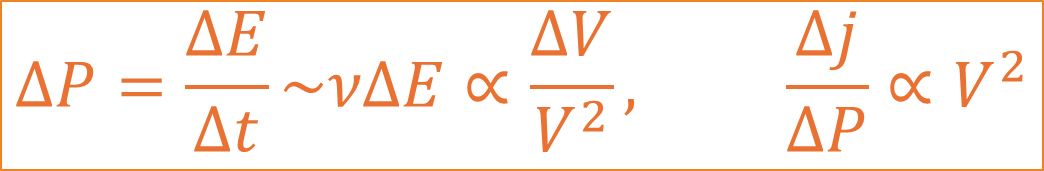 ΔP = ΔE/Δt ~νΔE ∝ ΔV/V², Δj/ΔP ∝ V²